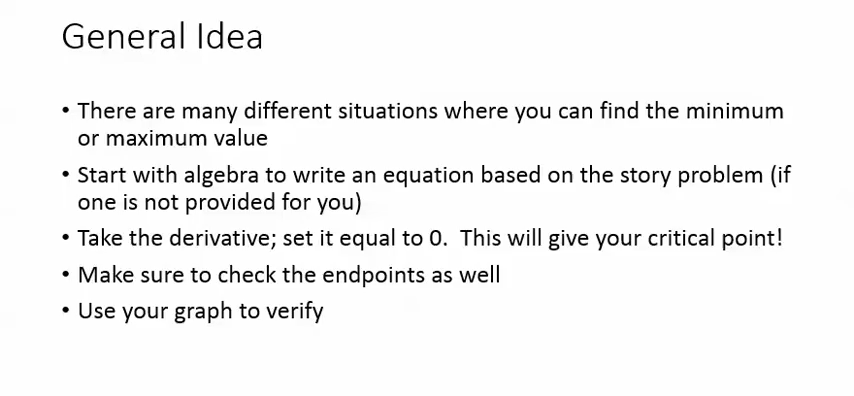 General Idea
• There are many different situations where you can find the minimum
or maximum value
• Start with algebra to write an equation based on the story problem (if
one is not provided for you)
• Take the derivative; set it equal to 0.  This will give your critical point!
• Make sure to check the endpoints as well
• Use your graph to verify